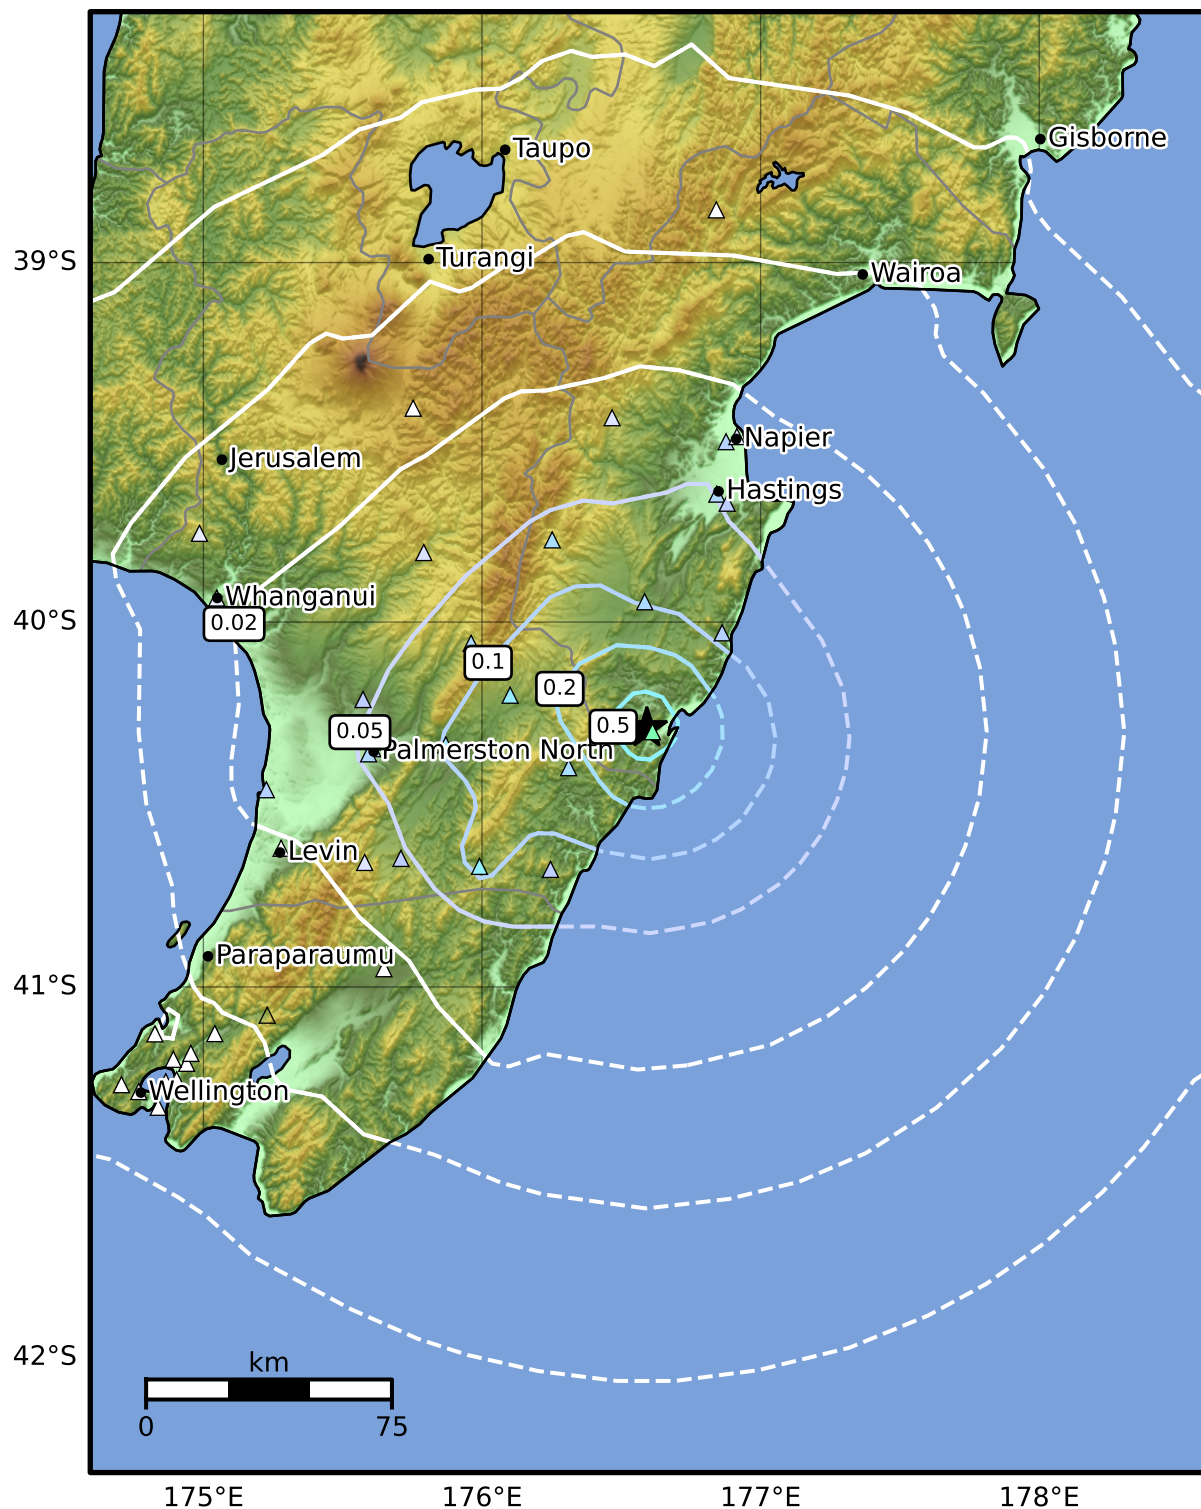 Gisborne
Taupo
Turangi
39°S
Wairoa
Napier
Jerusalem
Hastings
Whanganui
0.02
40°S
0.1
0.2
0.5
0.05
Palmerston North
Levin
Paraparaumu
41°S
Wellington
42°S
km
0
75
175°E
176°E
177°E
178°E